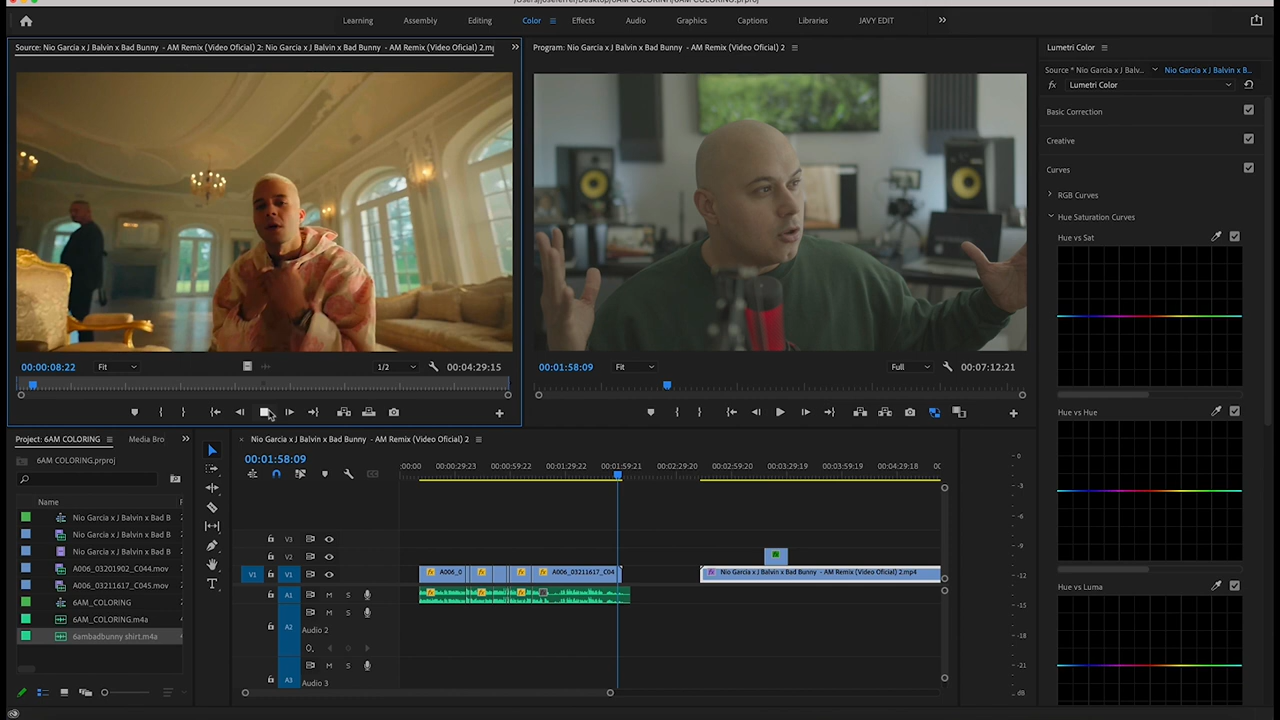 Learning Assembly Editing Color Effects Audio Graphics Captions Libraries JAVY EDIT
Source: Nio Garcia x J Balvin x Bad Bunny - AM Remix (Video Oficial) 2: Nio Garcia x J Balvin x Bad Bunny - AM Remix (Video Oficial) 2.mp
Program: Nio Garcia x J Balvin x Bad Bunny - AM Remix (Video Oficial) 2
Lumetri Color
Source * Nio Garcia x J Balv... Nio Garcia x J Balvin x B...
fx Lumetri Color
Basic Correction
Creative
Curves
RGB Curves
Hue Saturation Curves
Hue vs Sat
00:00:08:22 Fit 1/2 00:04:29:15
00:01:58:09 Fit Full 00:07:12:21
Hue vs Hue
Project: 6AM COLORING Media Bro
6AM COLORING.prproj
Name
Nio Garcia x J Balvin x Bad B
Nio Garcia x J Balvin x Bad B
Nio Garcia x J Balvin x Bad B
A006_03201902_C044.mov
A006_03211617_C045.mov
6AM_COLORING
6AM_COLORING.m4a
6ambadbunny shirt.m4a
Nio Garcia x J Balvin x Bad Bunny - AM Remix (Video Oficial) 2
00:01:58:09
:00:00 00:00:29:23 00:00:59:22 00:01:29:22 00:01:59:21 00:02:29:20 00:02:59:20 00:03:29:19 00:03:59:19 00:04:29:18 00
V3
V2
V1 V1
A006_0 A006_03211617_C04 Nio Garcia x J Balvin x Bad Bunny - AM Remix (Video Oficial) 2.mp4
A1 M S
A2 M S
Audio 2
A3 M S
Audio 3
0
-3
-6
-9
-12
-15
-18
-21
dB
Hue vs Luma